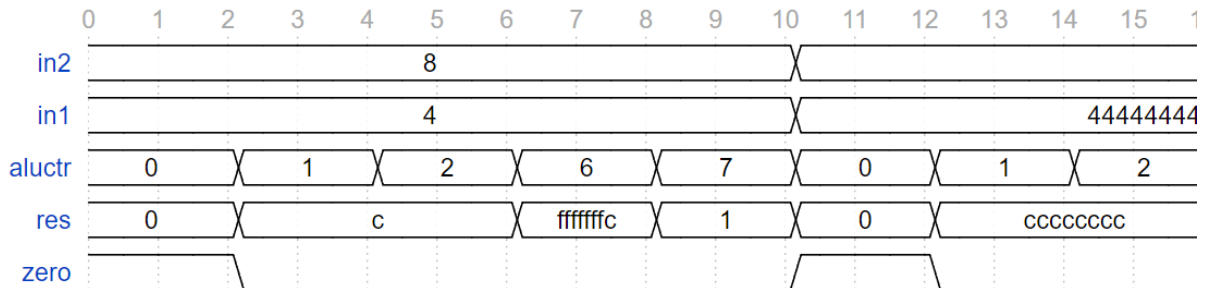 0 1 2 3 4 5 6 7 8 9 10 11 12 13 14 15 1
in2 8
in1 4 44444444
aluctr 0 1 2 6 7 0 1 2
res 0 c fffffffc 1 0 cccccccc
zero